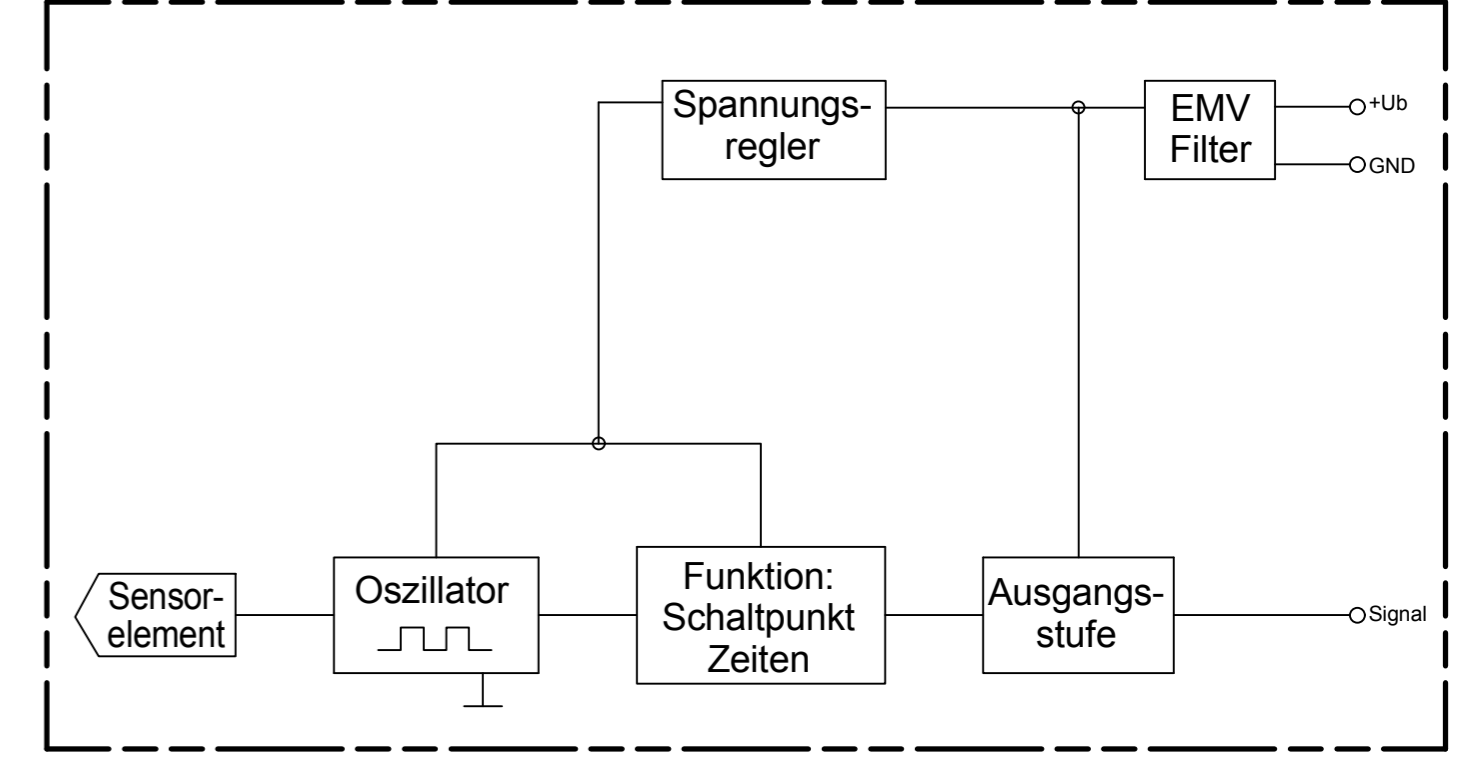 Spannungs-
regler
EMV
Filter
+Ub
GND
Sensor-
element
Oszillator
Funktion:
Schaltpunkt
Zeiten
Ausgangs-
stufe
Signal